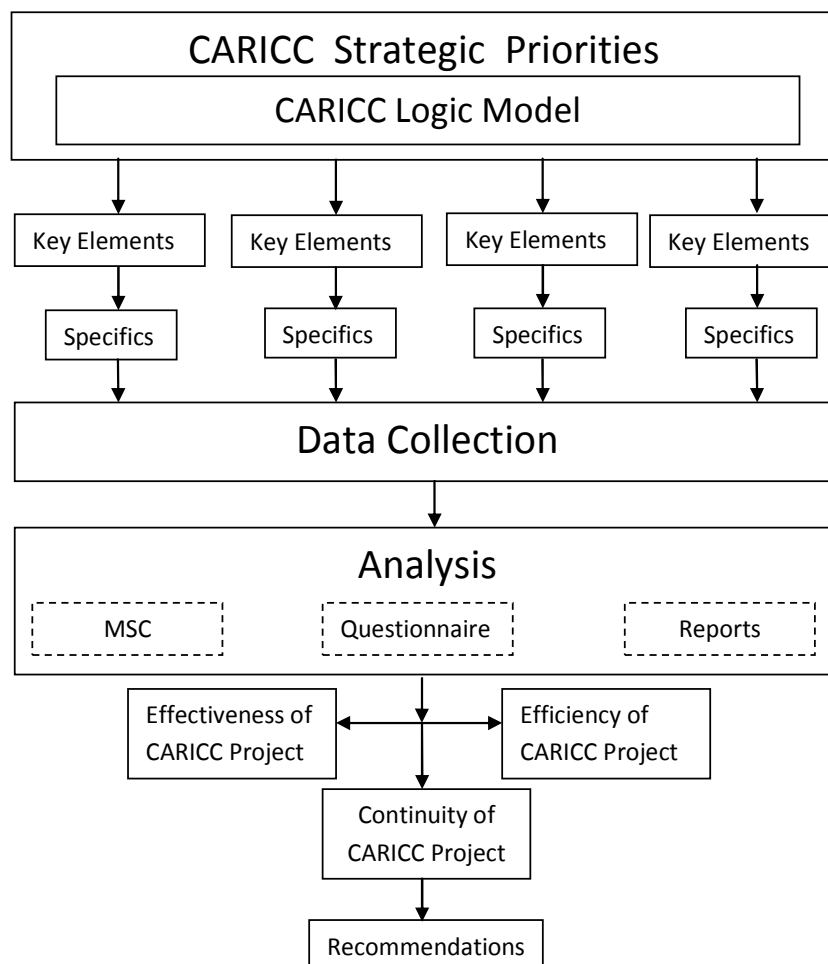 CARICC Strategic Priorities
CARICC Logic Model
Key Elements
Key Elements
Key Elements
Key Elements
Specifics
Specifics
Specifics
Specifics
Data Collection
Analysis
MSC
Questionnaire
Reports
Effectiveness of
CARICC Project
Efficiency of
CARICC Project
Continuity of
CARICC Project
Recommendations